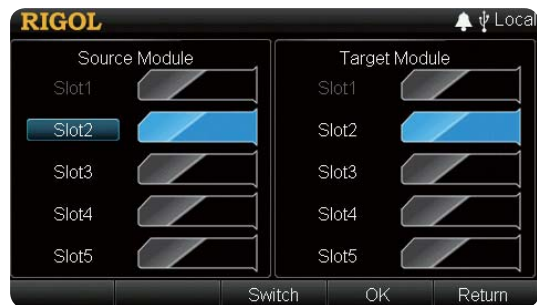 RIGOL Local
Source Module
Slot1
Slot2
Slot3
Slot4
Slot5
Target Module
Slot1
Slot2
Slot3
Slot4
Slot5
Switch OK Return